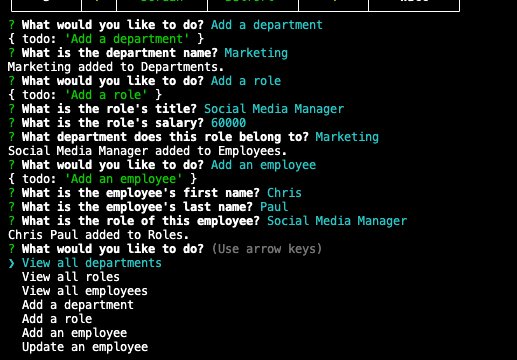 ? What would you like to do? Add a department
{ todo: 'Add a department' }
? What is the department name? Marketing
Marketing added to Departments.
? What would you like to do? Add a role
{ todo: 'Add a role' }
? What is the role's title? Social Media Manager
? What is the role's salary? 60000
? What department does this role belong to? Marketing
Social Media Manager added to Employees.
? What would you like to do? Add an employee
{ todo: 'Add an employee' }
? What is the employee's first name? Chris
? What is the employee's last name? Paul
? What is the role of this employee? Social Media Manager
Chris Paul added to Roles.
? What would you like to do? (Use arrow keys)
❯ View all departments
View all roles
View all employees
Add a department
Add a role
Add an employee
Update an employee